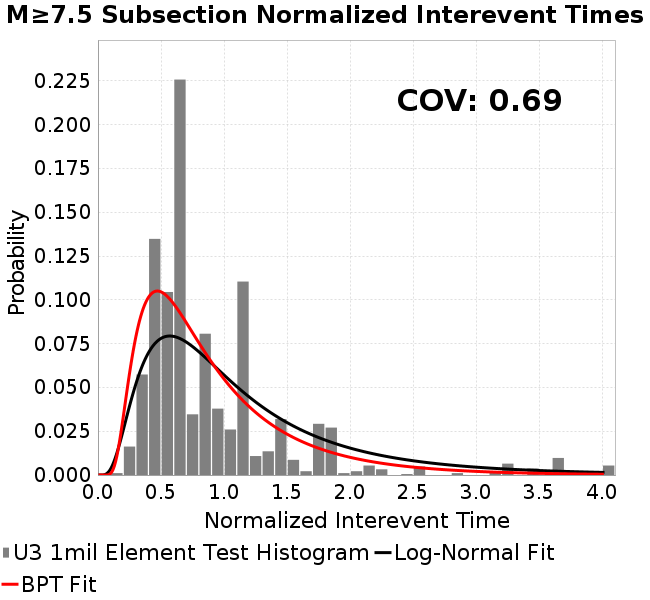 M≥7.5 Subsection Normalized Interevent Times
COV: 0.69
Probability
0.225
0.200
0.175
0.150
0.125
0.100
0.075
0.050
0.025
0.000
0.0 0.5 1.0 1.5 2.0 2.5 3.0 3.5 4.0
Normalized Interevent Time
U3 1mil Element Test Histogram Log-Normal Fit
BPT Fit